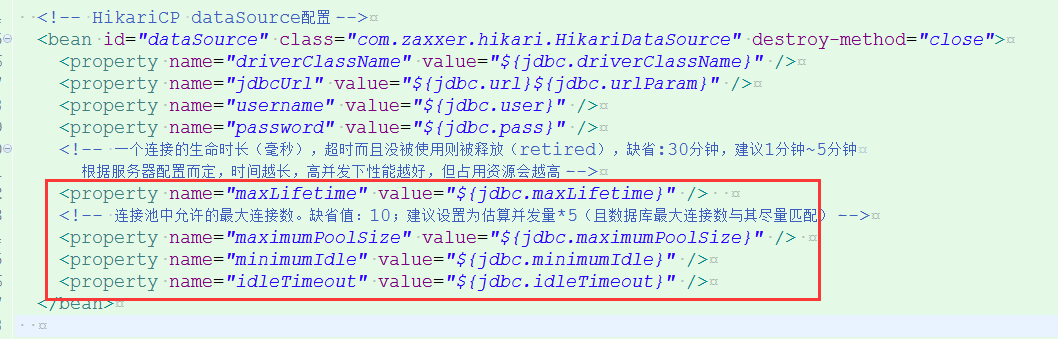 <!-- HikariCP dataSource配置 -->
<bean id="dataSource" class="com.zaxxer.hikari.HikariDataSource" destroy-method="close">
<property name="driverClassName" value="${jdbc.driverClassName}" />
<property name="jdbcUrl" value="${jdbc.url}${jdbc.urlParam}" />
<property name="username" value="${jdbc.user}" />
<property name="password" value="${jdbc.pass}" />
<!-- 一个连接的生命时长（毫秒），超时而且没被使用则被释放（retired），缺省:30分钟，建议1分钟~5分钟
根据服务器配置而定，时间越长，高并发下性能越好，但占用资源会越高 -->
<property name="maxLifetime" value="${jdbc.maxLifetime}" />
<!-- 连接池中允许的最大连接数。缺省值：10；建议设置为估算并发量*5（且数据库最大连接数与其尽量匹配） -->
<property name="maximumPoolSize" value="${jdbc.maximumPoolSize}" />
<property name="minimumIdle" value="${jdbc.minimumIdle}" />
<property name="idleTimeout" value="${jdbc.idleTimeout}" />
</bean>